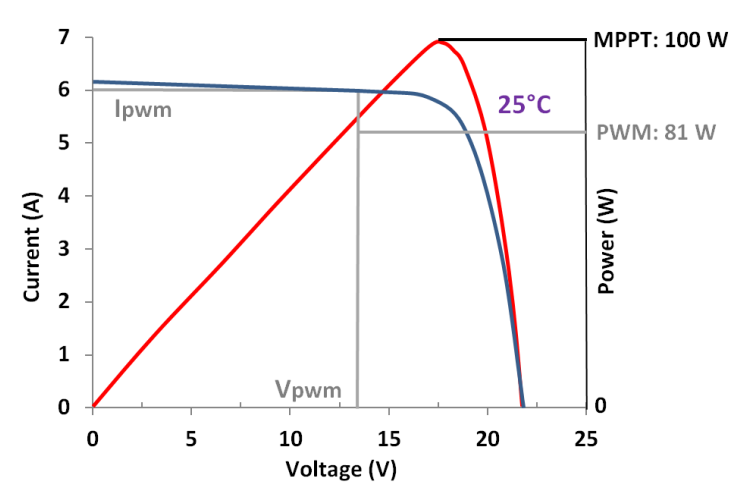 7
MPPT: 100 W
6
Ipwm
25°C
PWM: 81 W
5
4
3
2
1
0
Current (A)
Power (W)
Vpwm
0
0
5
10
15
20
25
Voltage (V)